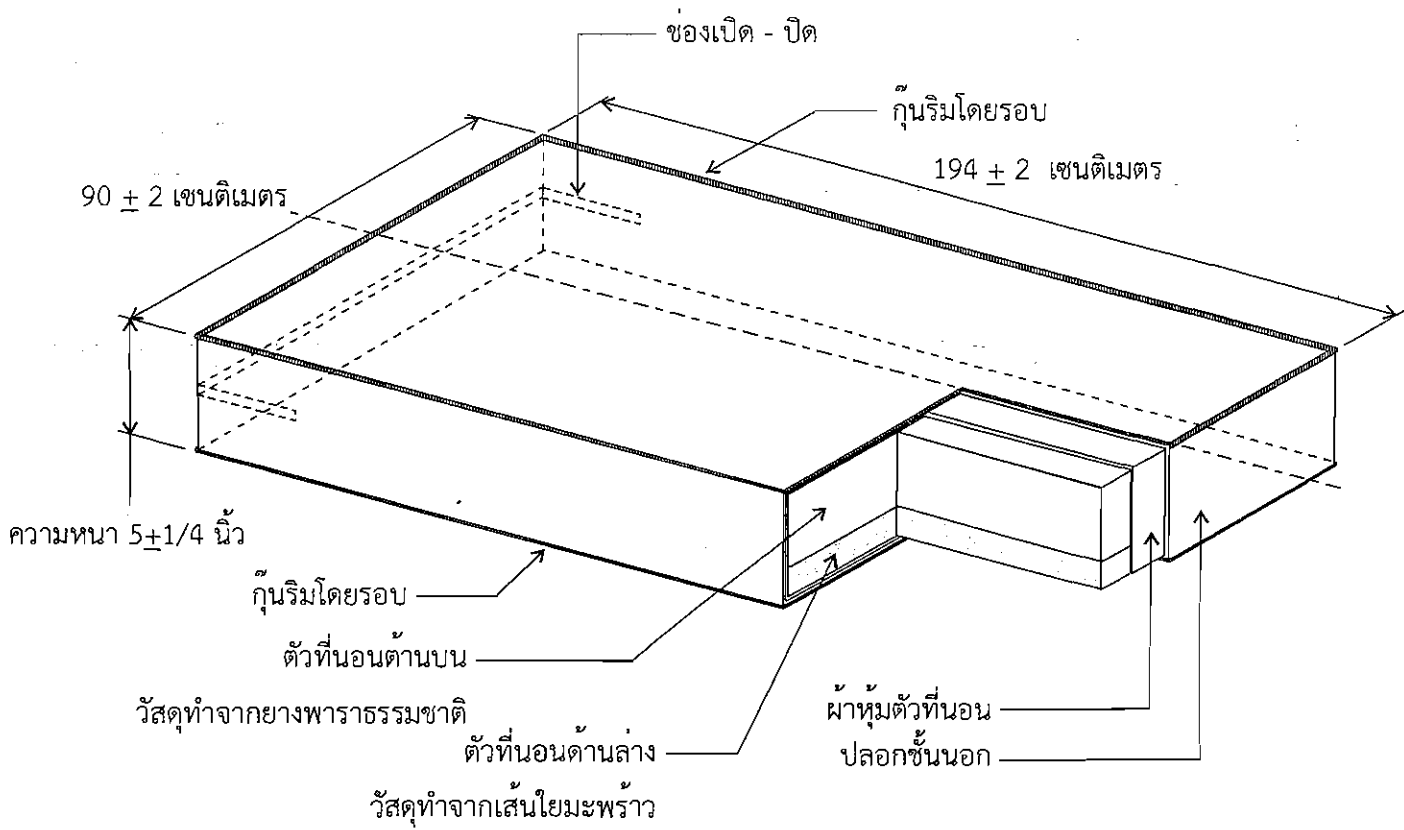 ช่องเปิด - ปิด
กุ๊นริมโดยรอบ
194 ± 2 เซนติเมตร
90 ± 2 เซนติเมตร
ความหนา 5±1/4 นิ้ว
กุ๊นริมโดยรอบ
ตัวที่นอนด้านบน
วัสดุทำจากยางพาราธรรมชาติ
ตัวที่นอนด้านล่าง
วัสดุทำจากเส้นใยมะพร้าว
ผ้าหุ้มตัวที่นอน
ปลอกชั้นนอก